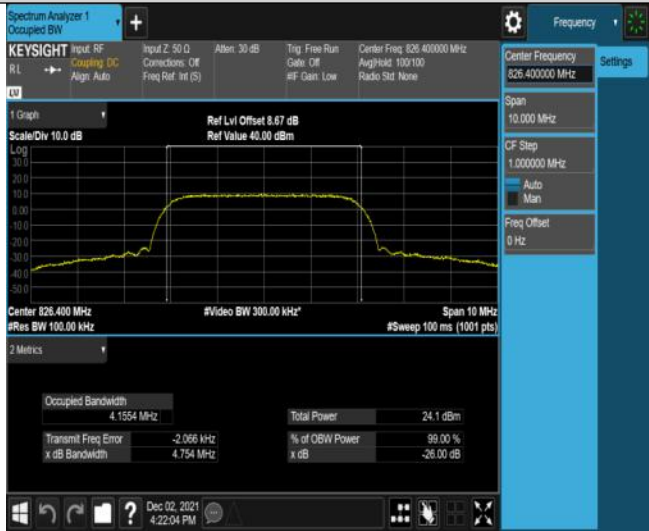 Spectrum Analyzer 1
Occupied BW
Frequency
KEYSIGHT
Input: RF
Coupling: DC
Align: Auto
Input Z: 50 Ω
Corrections: Off
Freq Ref: Int (S)
Atten: 30 dB
Trig: Free Run
Gate: Off
#IF Gain: Low
Center Freq: 826.400000 MHz
Avg|Hold: 100/100
Radio Std: None
RL
LXI
Center Frequency
826.400000 MHz
Settings
Span
10.000 MHz
CF Step
1.000000 MHz
Auto
Man
Freq Offset
0 Hz
1 Graph
Scale/Div 10.0 dB
Ref Lvl Offset 8.67 dB
Ref Value 40.00 dBm
Log
30.0
20.0
10.0
0.00
-10.0
-20.0
-30.0
-40.0
-50.0
Center 826.400 MHz
#Res BW 100.00 kHz
#Video BW 300.00 kHz*
Span 10 MHz
#Sweep 100 ms (1001 pts)
2 Metrics
Occupied Bandwidth
4.1554 MHz
Transmit Freq Error -2.066 kHz
x dB Bandwidth 4.754 MHz
Total Power 24.1 dBm
% of OBW Power 99.00 %
x dB -26.00 dB
?
Dec 02, 2021
4:22:04 PM